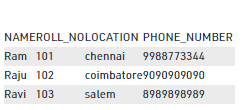 NAMEROLL_NOLOCATION PHONE_NUMBER
Ram 101 chennai 9988773344
Raju 102 coimbatore9090909090
Ravi 103 salem 8989898989